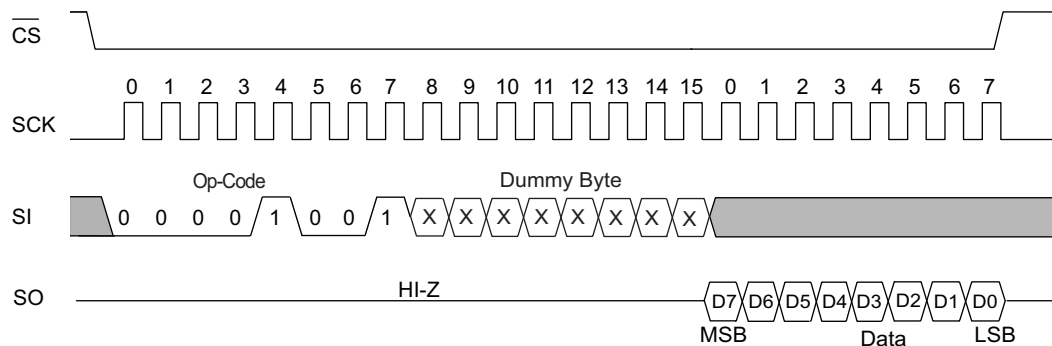 CS
0 1 2 3 4 5 6 7 8 9 10 11 12 13 14 15 0 1 2 3 4 5 6 7
SCK
Op-Code Dummy Byte
SI 0 0 0 0 1 0 0 1 X X X X X X X X
HI-Z
SO D7 D6 D5 D4 D3 D2 D1 D0
MSB Data LSB